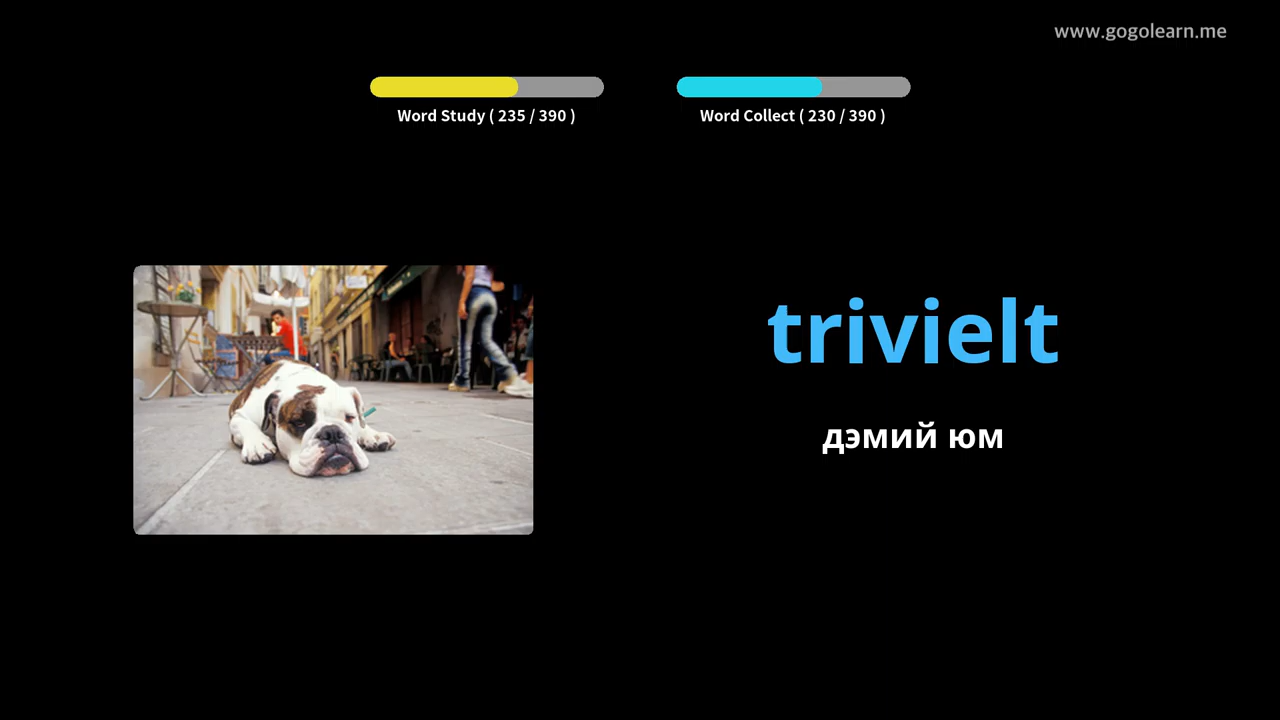 www.gogolearn.me
Word Study ( 235 / 390 )
Word Collect ( 230 / 390 )
trivielt
дэмий юм